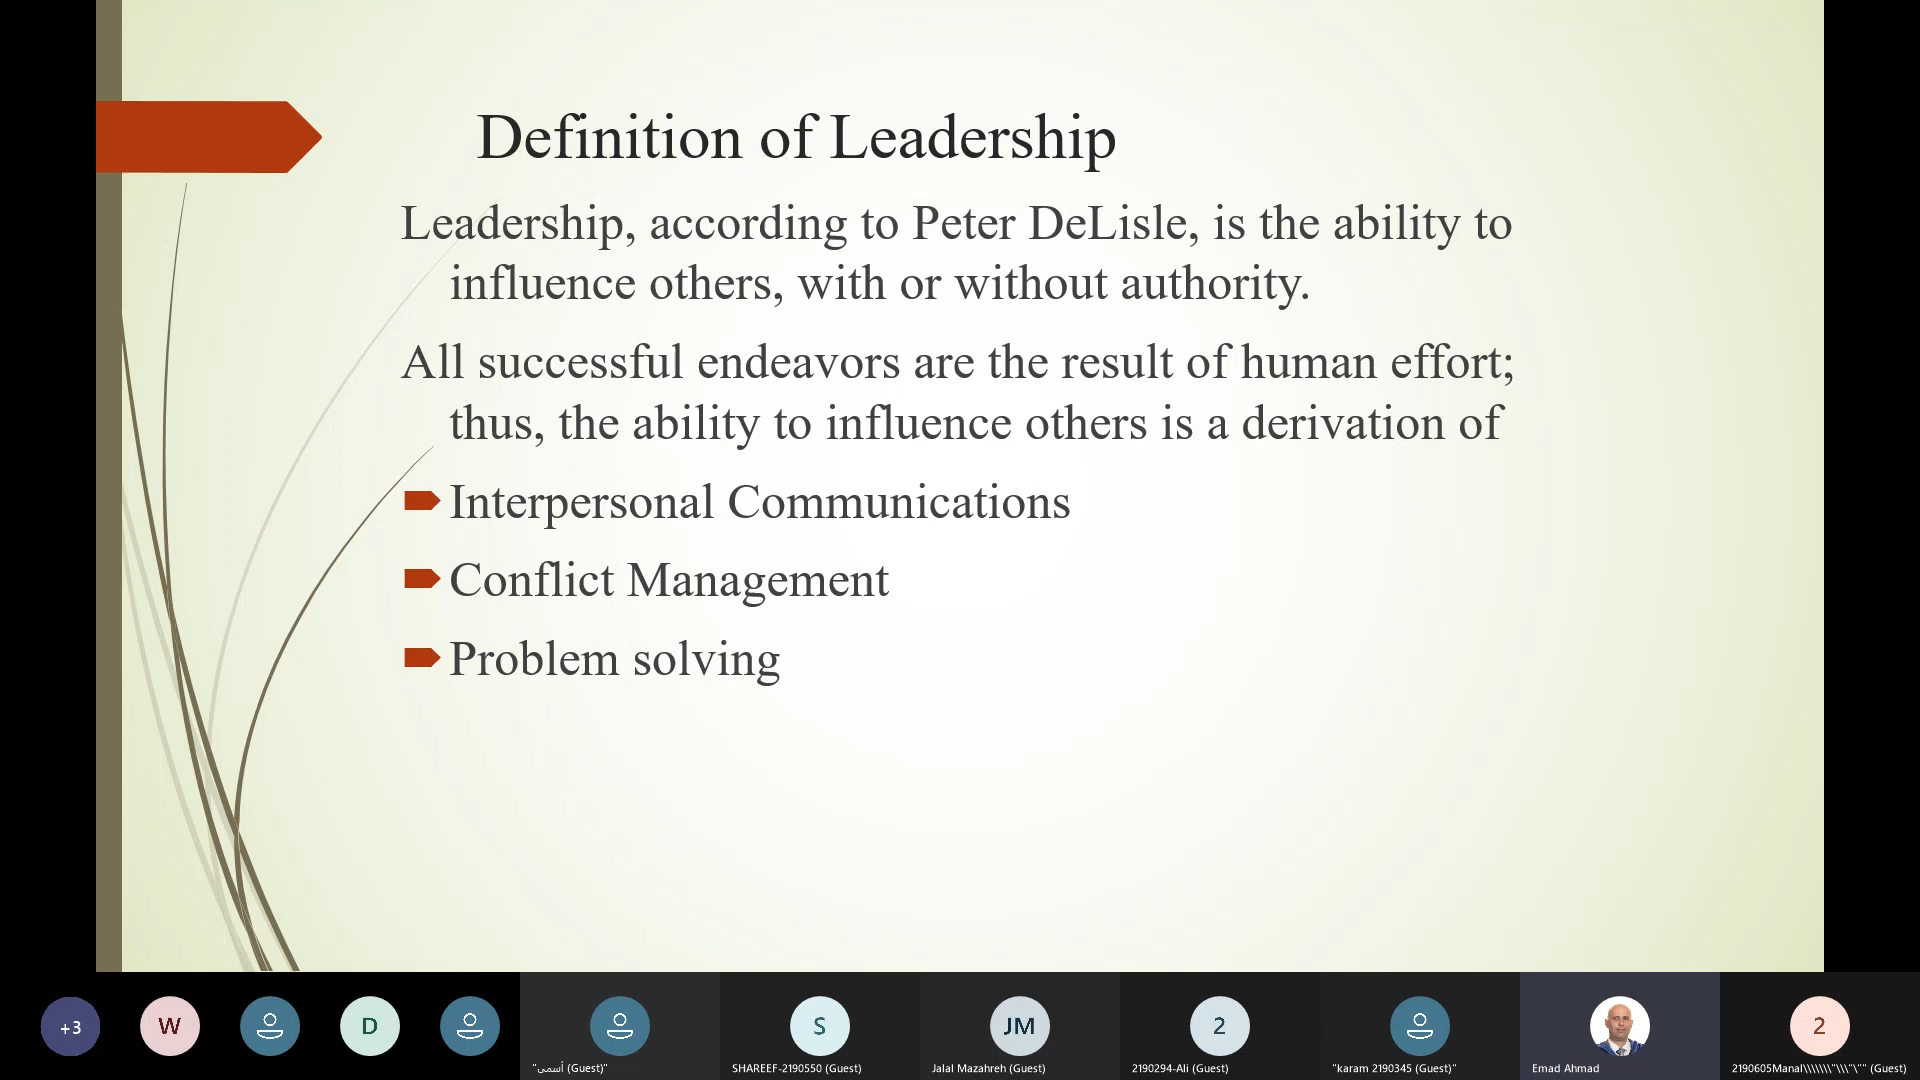 Definition of Leadership
Leadership, according to Peter DeLisle, is the ability to
influence others, with or without authority.
All successful endeavors are the result of human effort;
thus, the ability to influence others is a derivation of
Interpersonal Communications
Conflict Management
Problem solving
+3
W
D
S
JM
2
2
"أسمى (Guest)"
SHAREEF-2190550 (Guest)
Jalal Mazahreh (Guest)
2190294-Ali (Guest)
"karam 2190345 (Guest)"
Emad Ahmad
2190605Manal\\\\\\\"\\\"\"" (Guest)